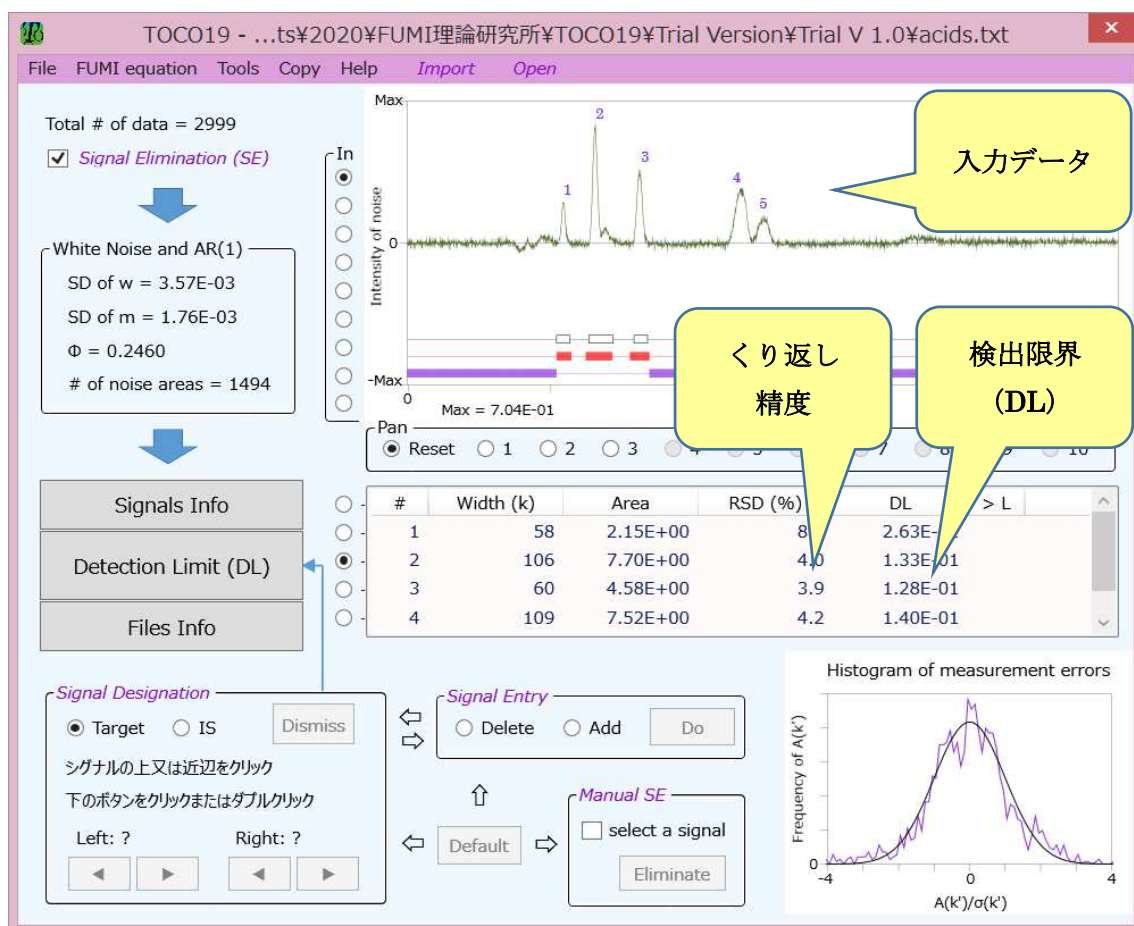 TOCO19 - ...ts¥2020¥FUMI理論研究所¥TOCO19¥Trial Version¥Trial V 1.0¥acids.txt
×
File FUMI equation Tools Copy Help Import Open
Total # of data = 2999
Signal Elimination (SE)
White Noise and AR(1)
SD of w = 3.57E-03
SD of m = 1.76E-03
Φ = 0.2460
# of noise areas = 1494
In
Max
0
-Max
Intensity of noise
1
2
3
4
5
0
Max = 7.04E-01
入力データ
くり返し
精度
検出限界
(DL)
Pan
Reset 1 2 3 4 5 7 8 9 10
Signals Info
Detection Limit (DL)
Files Info
# Width (k) Area RSD (%) DL > L
1 58 2.15E+00 8 2.63E-
2 106 7.70E+00 4.0 1.33E-01
3 60 4.58E+00 3.9 1.28E-01
4 109 7.52E+00 4.2 1.40E-01
Signal Designation
Target IS Dismiss
シグナルの上又は近辺をクリック
下のボタンをクリックまたはダブルクリック
Left: ? Right: ?
Signal Entry
Delete Add Do
Default
Manual SE
select a signal
Eliminate
Histogram of measurement errors
Frequency of A(k')
0
-4 0 4
A(k')/σ(k')